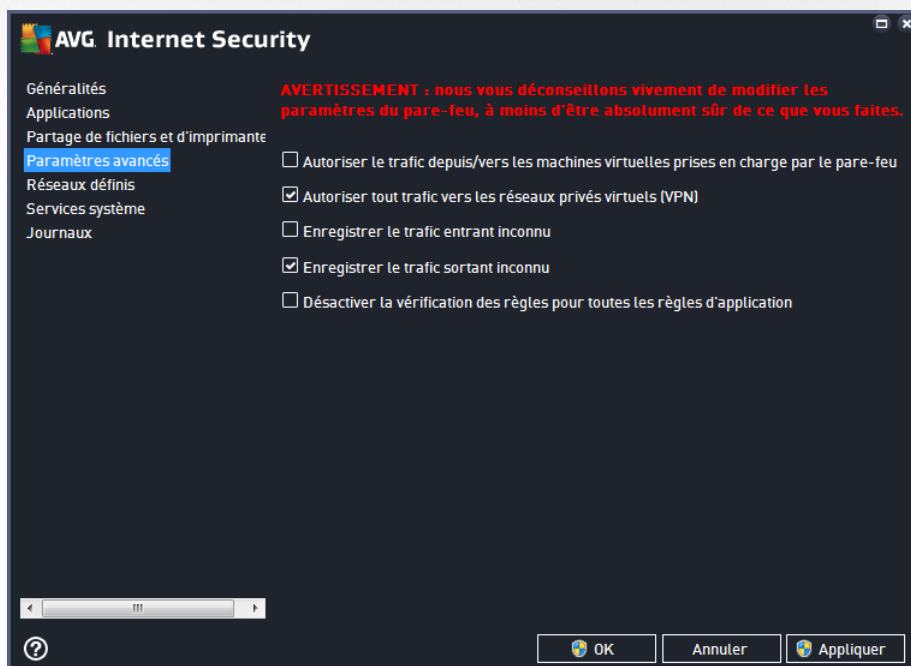 AVG. Internet Security
Généralités
Applications
Partage de fichiers et d'imprimante
Paramètres avancés
Réseaux définis
Services système
Journaux
AVERTISSEMENT : nous vous déconseillons vivement de modifier les
paramètres du pare-feu, à moins d'être absolument sûr de ce que vous faites.
Autoriser le trafic depuis/vers les machines virtuelles prises en charge par le pare-feu
Autoriser tout trafic vers les réseaux privés virtuels (VPN)
Enregistrer le trafic entrant inconnu
Enregistrer le trafic sortant inconnu
Désactiver la vérification des règles pour toutes les règles d'application
?
OK
Annuler
Appliquer